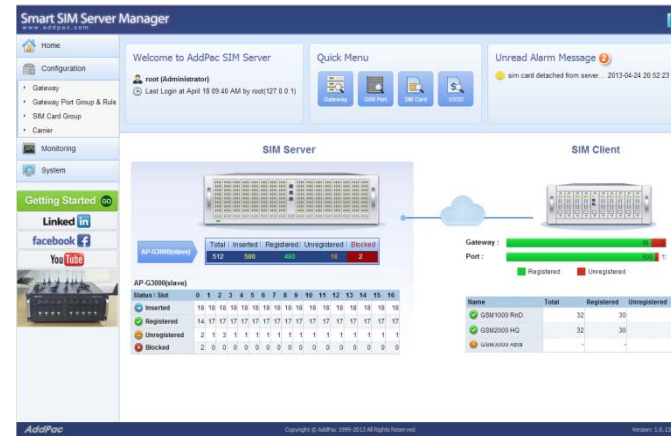 Smart SIM Server Manager
www.addpac.com
Home
Configuration
Gateway
Gateway Port Group & Rule
SIM Card Group
Carrier
Monitoring
System
Getting Started GO
Linked in
facebook
You Tube
Welcome to AddPac SIM Server
root (Administrator)
Last Login at April 18 09:40 AM by root(127.0.0.1)
Quick Menu
Gateway
GW Port
SIM Card
USSD
Unread Alarm Message 2
sim card detached from server... 2013-04-24 20:52:23
SIM Server
AP-G3000(slave)
Total Inserted Registered Unregistered Blocked
512 500 480 18 2
AP-G3000(slave)
Status \ Slot 0 1 2 3 4 5 6 7 8 9 10 11 12 13 14 15 16
Inserted 18 18 18 18 18 18 18 18 18 18 18 18 18 18 18 18 18
Registered 14 17 17 17 17 17 17 17 17 17 17 17 17 17 17 17 17
Unregistered 2 1 3 1 1 1 1 1 1 1 1 1 1 1 1 1 1
Blocked 2 0 0 0 0 0 0 0 0 0 0 0 0 0 0 0 0
SIM Client
Gateway :
Port : 500
Registered Unregistered
Name Total Registered Unregistered
GSM1000 RnD 32 30
GSM2000 HQ 32 30
GSM3000 - -
AddPac
Copyright © AddPac 1999-2013 All Rights Reserved